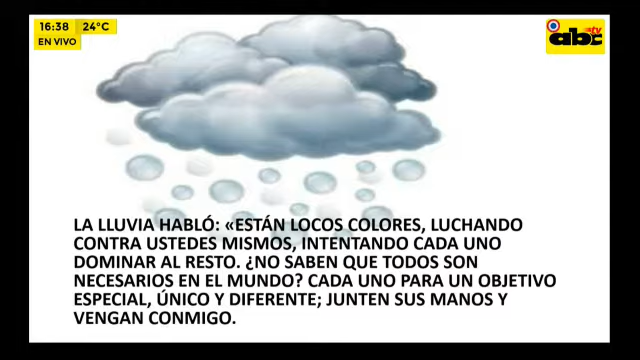 16:38 24°C
EN VIVO
abc tv
LA LLUVIA HABLÓ: «ESTÁN LOCOS COLORES, LUCHANDO
CONTRA USTEDES MISMOS, INTENTANDO CADA UNO
DOMINAR AL RESTO. ¿NO SABEN QUE TODOS SON
NECESARIOS EN EL MUNDO? CADA UNO PARA UN OBJETIVO
ESPECIAL, ÚNICO Y DIFERENTE; JUNTEN SUS MANOS Y
VENGAN CONMIGO.